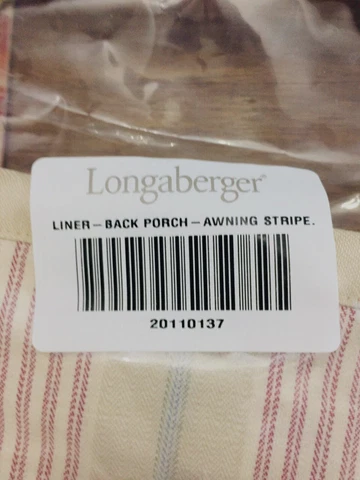 Longaberger®
LINER – BACK PORCH – AWNING STRIPE.
20110137